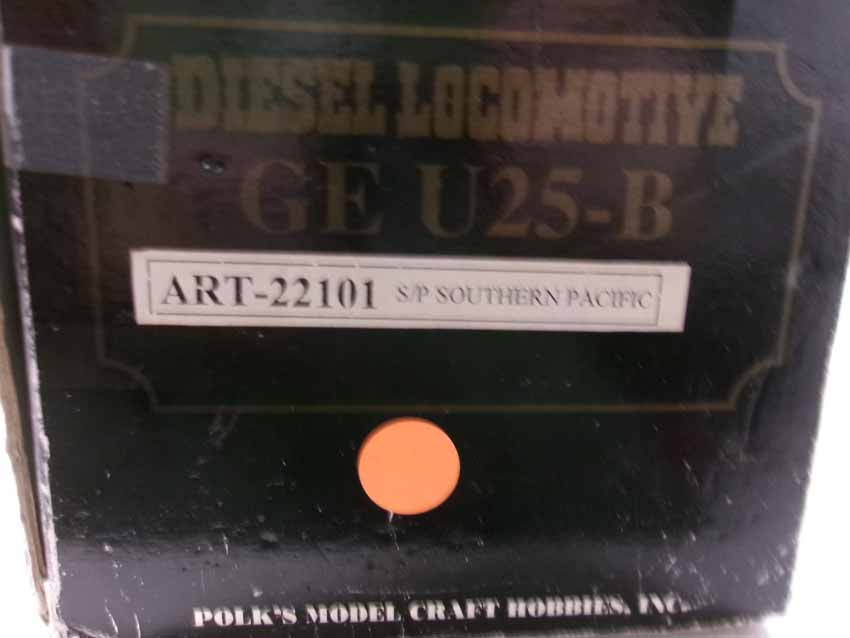 DIESEL LOCOMOTIVE
GE U25-B
ART-22101 S/P SOUTHERN PACIFIC
POLK'S MODEL CRAFT HOBBIES, INC.